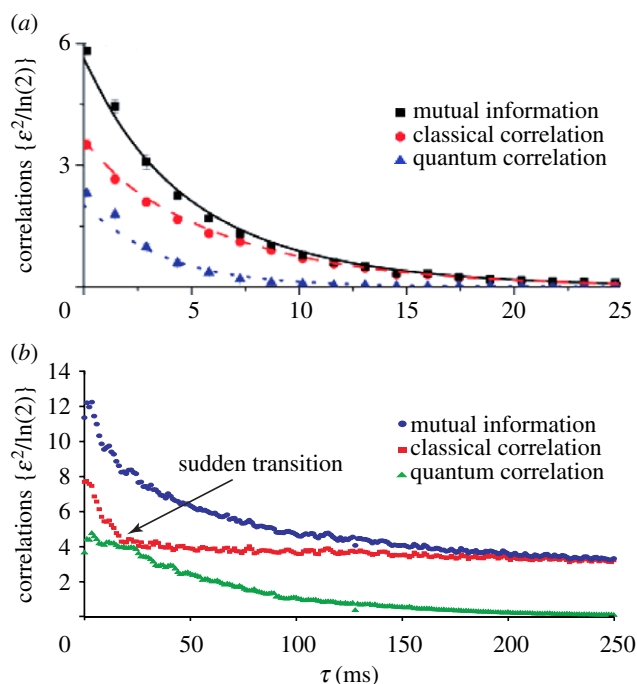 (a)
6
3
0
correlations {ε²/ln(2)}
mutual information
classical correlation
quantum correlation
5 10 15 20 25
(b)
14
12
10
8
6
4
2
0
correlations {ε²/ln(2)}
mutual information
classical correlation
quantum correlation
sudden transition
50 100 150 200 250
τ (ms)